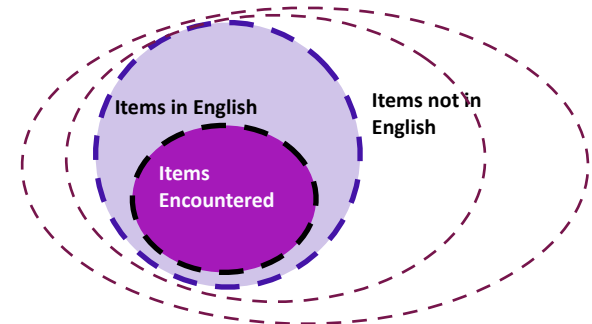 Items in English
Items not in
English
Items
Encountered